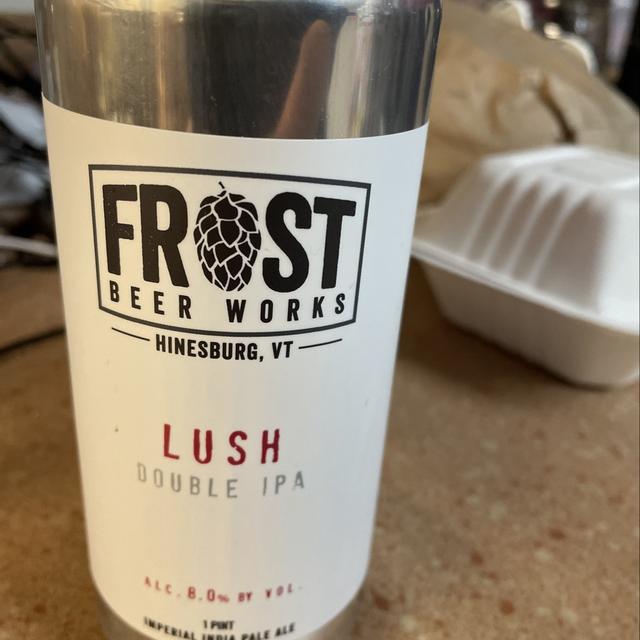 FROST
BEER WORKS
HINESBURG, VT
LUSH
DOUBLE IPA
ALC. 8.0% BY VOL.
1 PINT
IMPERIAL INDIA PALE ALE